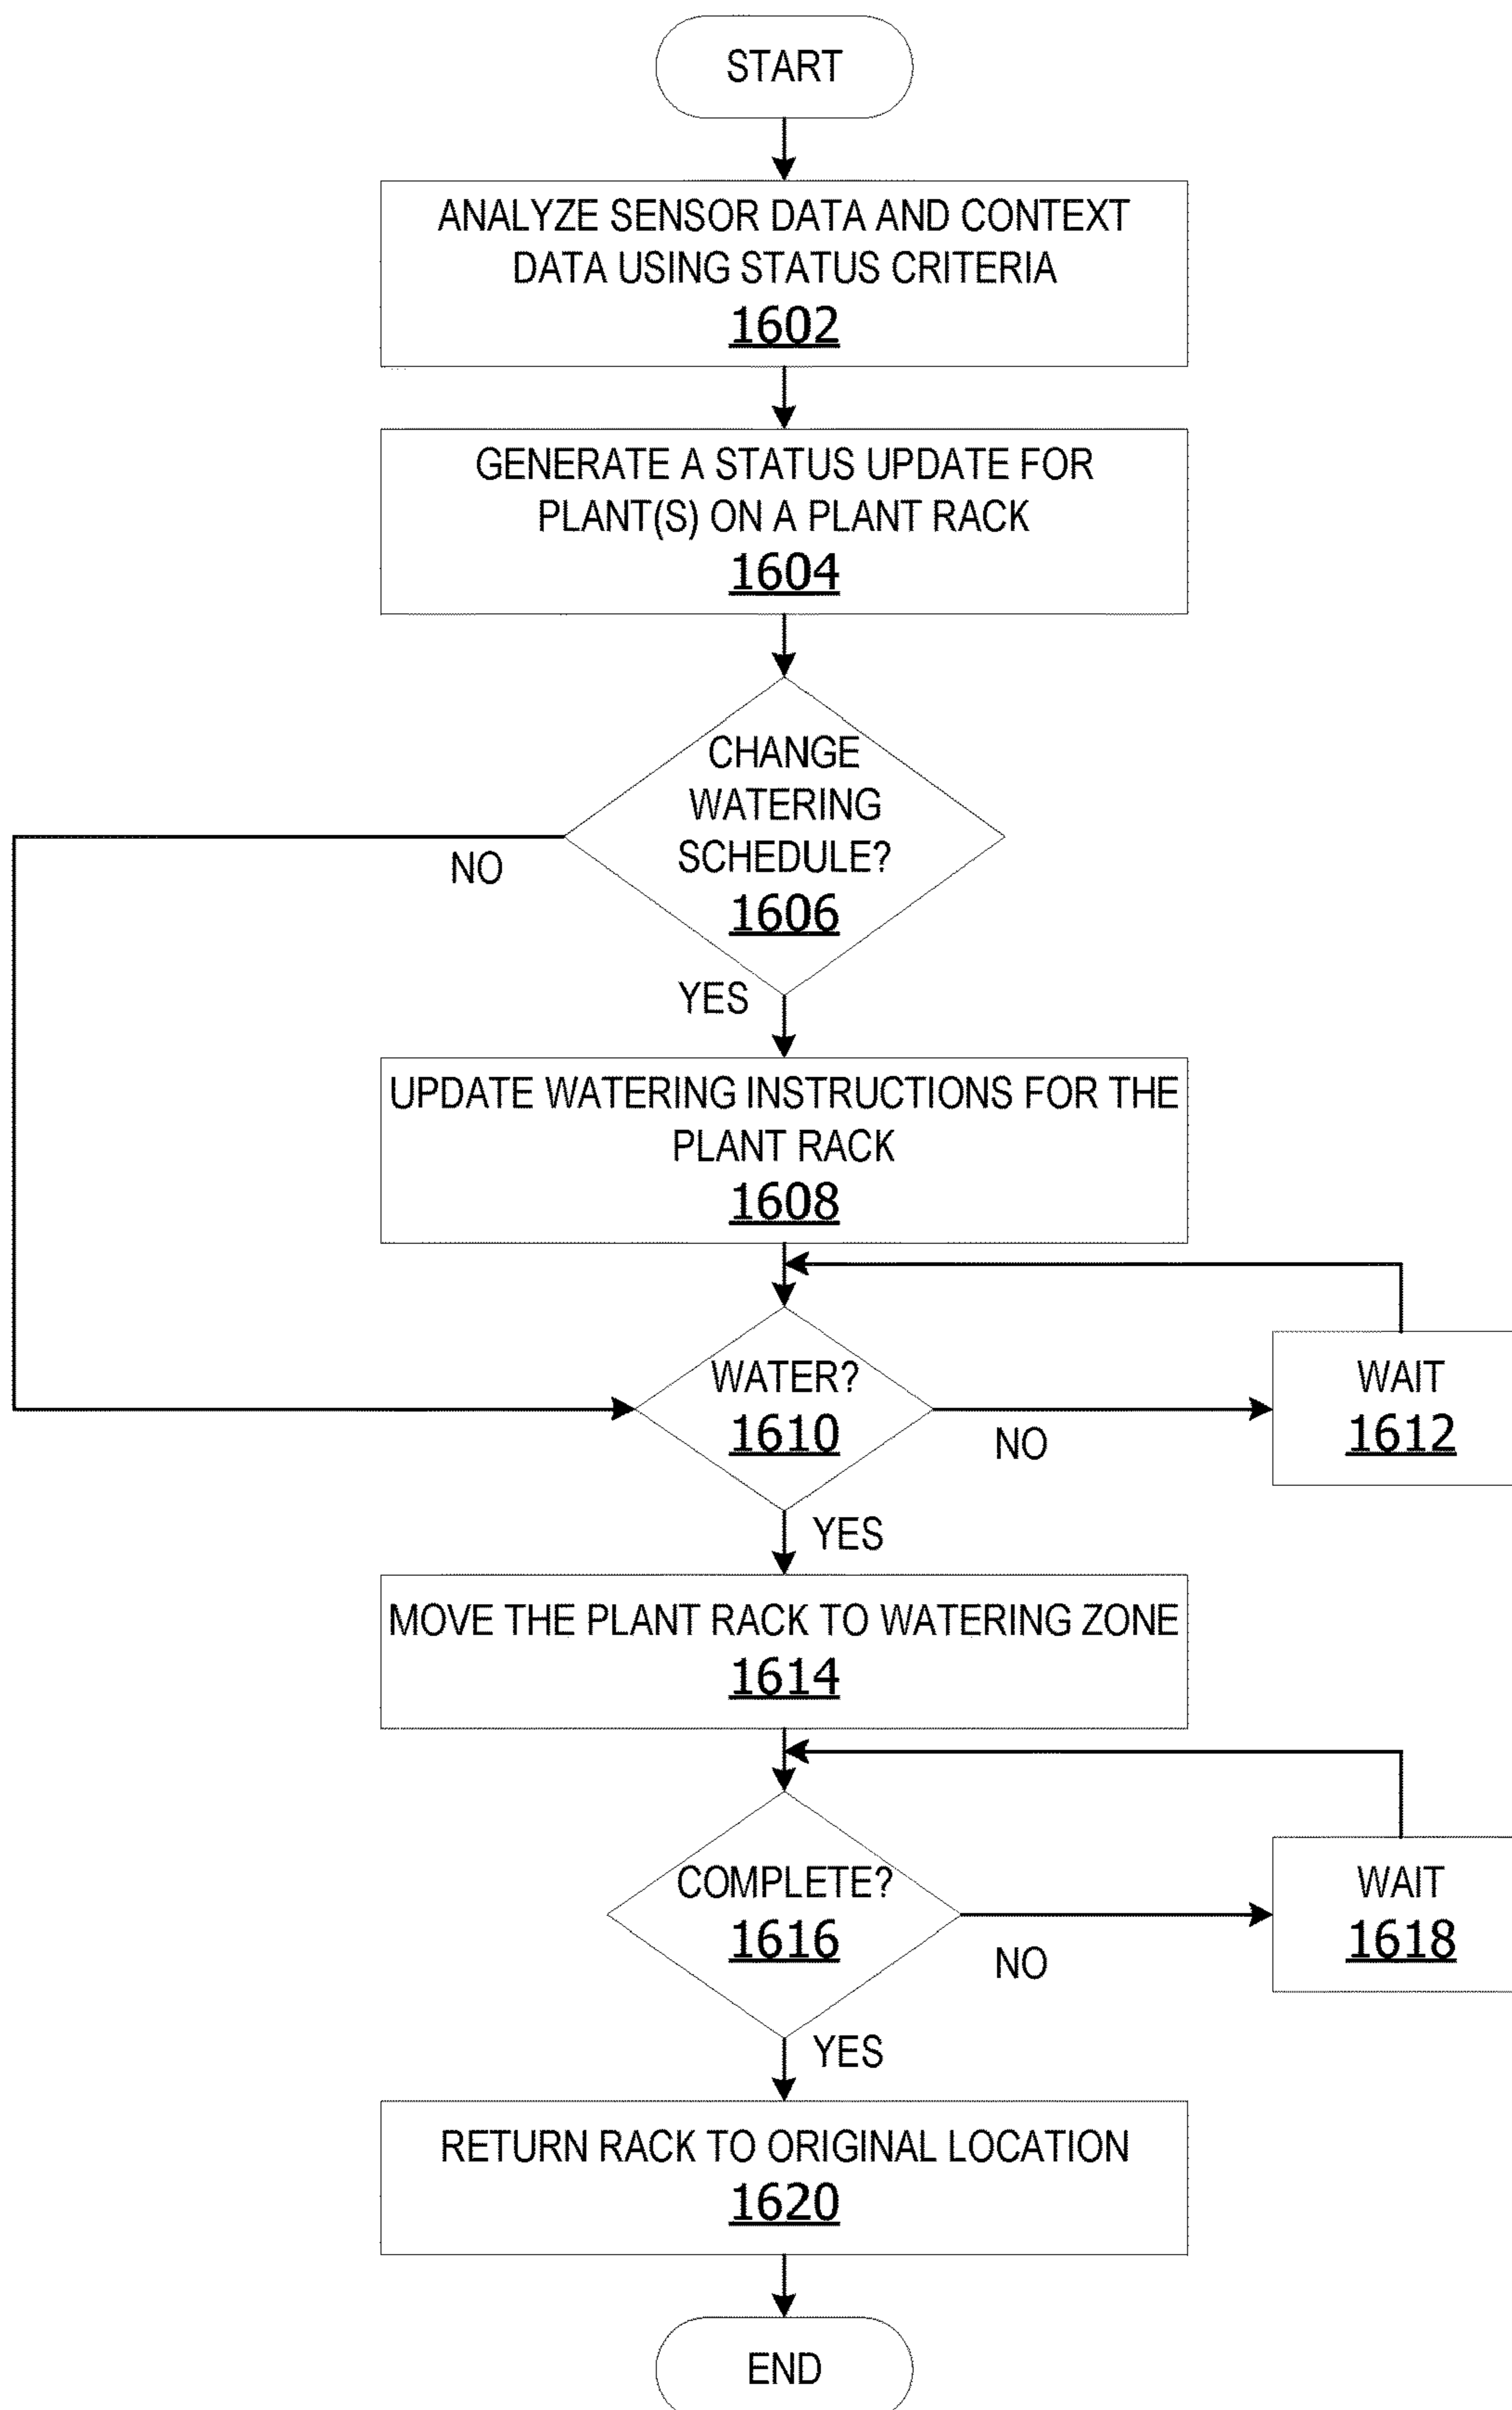 START
ANALYZE SENSOR DATA AND CONTEXT
DATA USING STATUS CRITERIA
1602
GENERATE A STATUS UPDATE FOR
PLANT(S) ON A PLANT RACK
1604
CHANGE
WATERING
SCHEDULE?
1606
NO
YES
UPDATE WATERING INSTRUCTIONS FOR THE
PLANT RACK
1608
WATER?
1610
NO
WAIT
1612
YES
MOVE THE PLANT RACK TO WATERING ZONE
1614
COMPLETE?
1616
NO
WAIT
1618
YES
RETURN RACK TO ORIGINAL LOCATION
1620
END